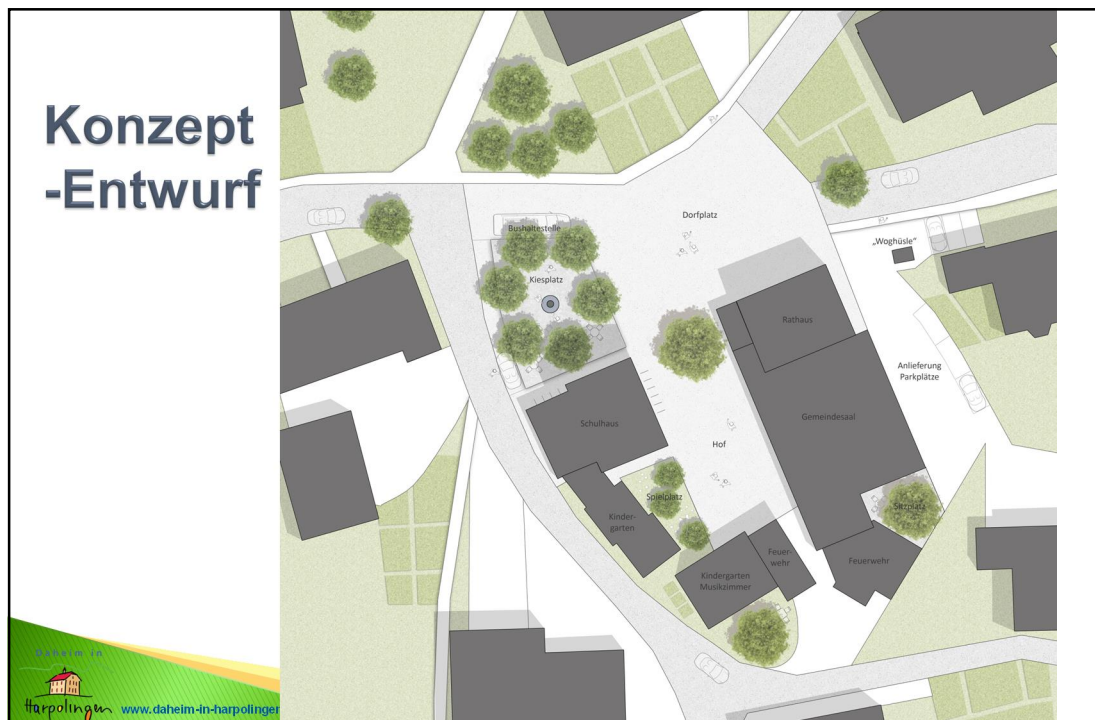 Konzept
-Entwurf
Bushaltestelle
Kiesplatz
Dorfplatz
„Woghüsle“
Rathaus
Anlieferung
Parkplätze
Gemeindesaal
Schulhaus
Hof
Spielplatz
Sitzplatz
Kinder-
garten
Feuer-
wehr
Feuerwehr
Kindergarten
Musikzimmer
Daheim in
Harpolingen
www.daheim-in-harpolingen